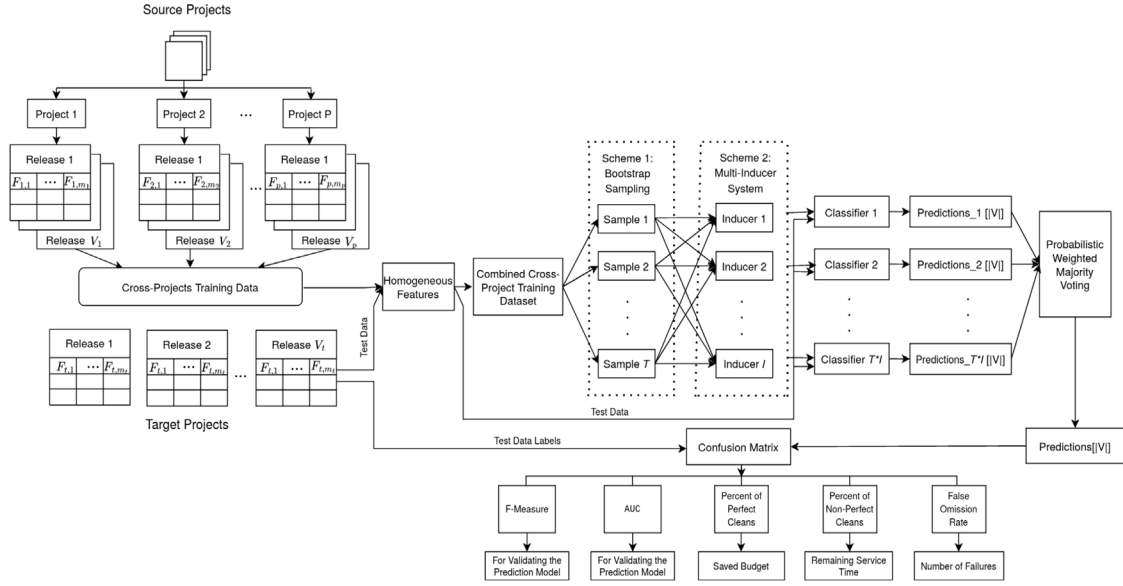 Source Projects
Project 1
Project 2
...
Project P
Release 1
Release 1
Release 1
F1,1 ... F1,m1
F2,1 ... F2,m2
Fp,1 ... Fp,mp
Release V1
Release V2
Release Vp
Cross-Projects Training Data
Homogeneous
Features
Combined Cross-
Project Training
Dataset
Scheme 1:
Bootstrap
Sampling
Sample 1
Sample 2
Sample T
Scheme 2:
Multi-Inducer
System
Inducer 1
Inducer 2
Inducer I
Classifier 1
Classifier 2
Classifier T*I
Predictions_1 [|V|]
Predictions_2 [|V|]
Predictions_T*I [|V|]
Probabilistic
Weighted
Majority
Voting
Release 1
Release 2
Release Vt
Ft,1 ... Ft,mt
Ft,1 ... Ft,mt
...
Ft,1 ... Ft,mt
Target Projects
Test Data
Test Data
Test Data Labels
Confusion Matrix
Predictions[|V|]
F-Measure
AUC
Percent of
Perfect
Cleans
Percent of
Non-Perfect
Cleans
False
Omission
Rate
For Validating the
Prediction Model
For Validating the
Prediction Model
Saved Budget
Remaining Service
Time
Number of Failures